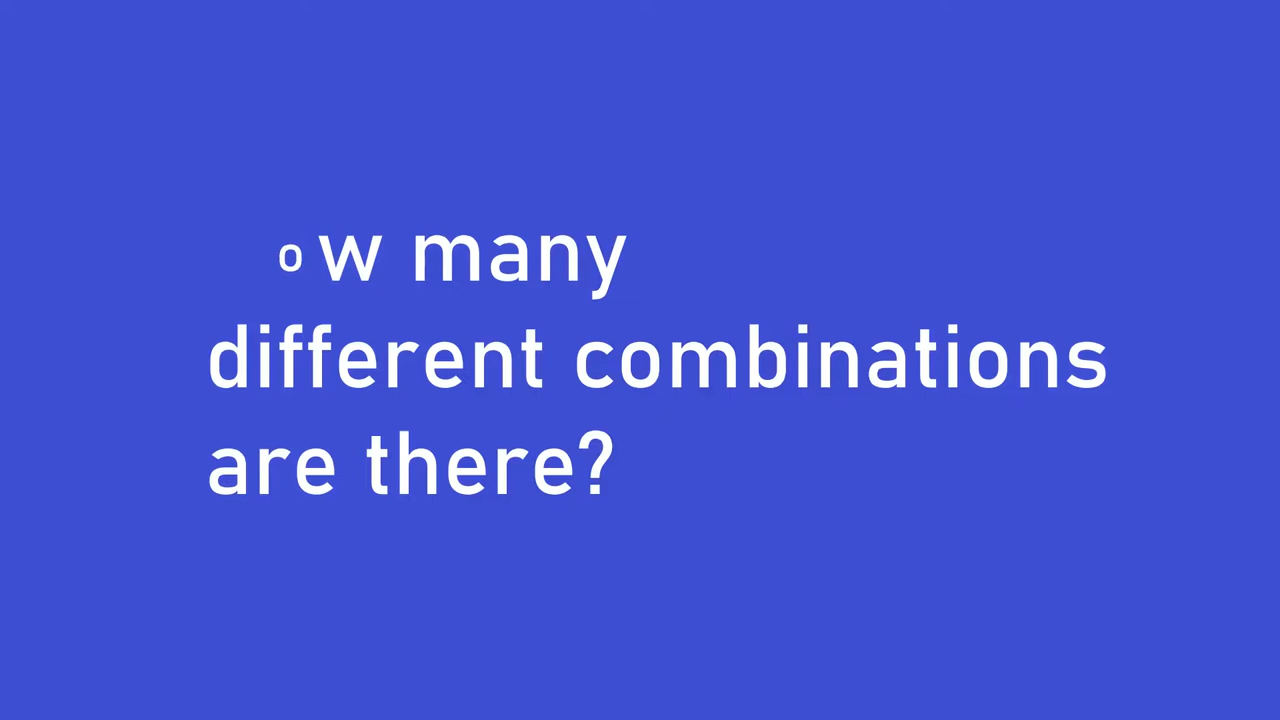 ow many
different combinations
are there?